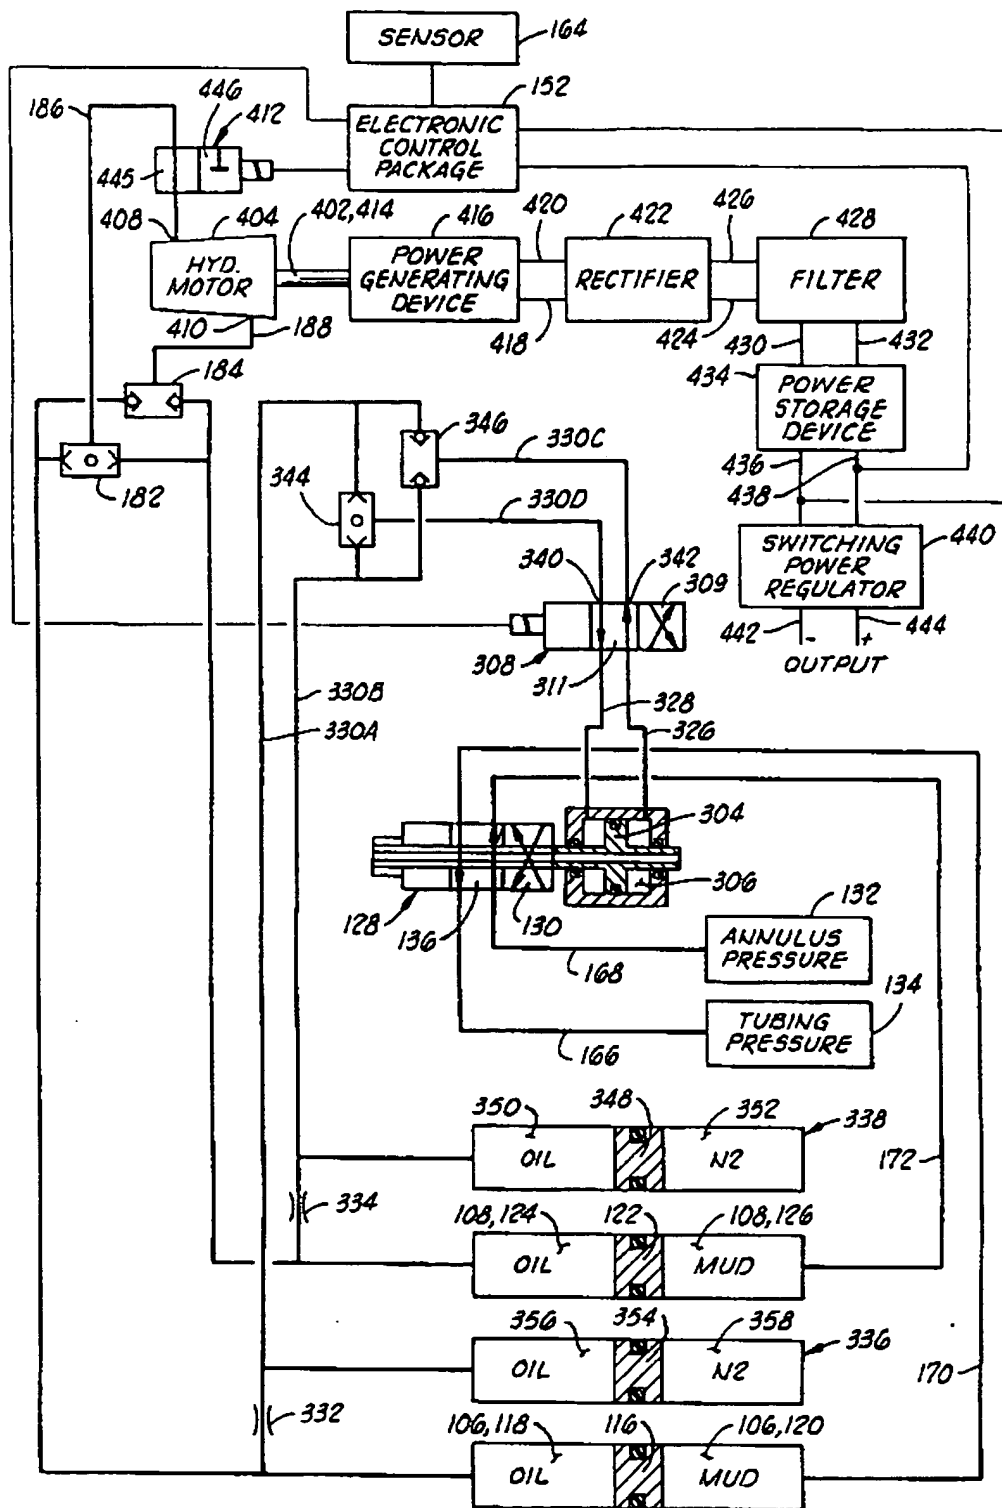 SENSOR
164
152
ELECTRONIC
CONTROL
PACKAGE
186
446
412
445
408
404
402,414
416
420
422
426
428
HYD.
MOTOR
POWER
GENERATING
DEVICE
RECTIFIER
FILTER
410
188
418
424
430
432
184
434
POWER
STORAGE
DEVICE
182
346
330C
344
330D
436
438
340
342
309
440
SWITCHING
POWER
REGULATOR
308
311
442
-
+
444
OUTPUT
330B
328
330A
326
304
306
128
136
130
132
ANNULUS
PRESSURE
168
134
TUBING
PRESSURE
166
350
348
352
338
OIL
N2
172
334
108,124
122
108,126
OIL
MUD
356
354
358
336
OIL
N2
170
332
106,118
116
106,120
OIL
MUD